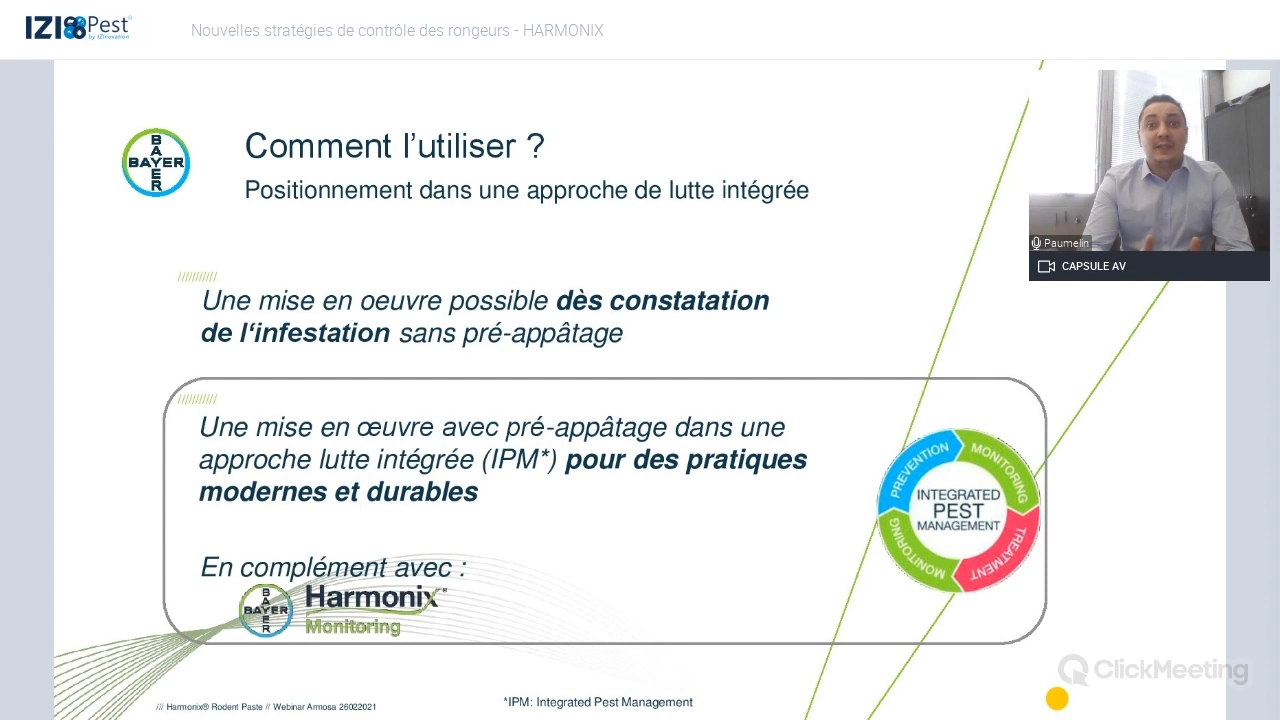 IZI Pest
by IZInovation
Nouvelles stratégies de contrôle des rongeurs - HARMONIX
BAYER
BAYER
Comment l'utiliser ?
Positionnement dans une approche de lutte intégrée
Paumelin
CAPSULE AV
///////////
Une mise en oeuvre possible dès constatation
de l‘infestation sans pré-appâtage
///////////
Une mise en œuvre avec pré-appâtage dans une
approche lutte intégrée (IPM*) pour des pratiques
modernes et durables
PREVENTION
MONITORING
TREATMENT
MONITORING
INTEGRATED
PEST
MANAGEMENT
En complément avec :
BAYER
BAYER
Harmonix®
Monitoring
ClickMeeting
/// Harmonix® Rodent Paste // Webinar Armosa 26022021
*IPM: Integrated Pest Management